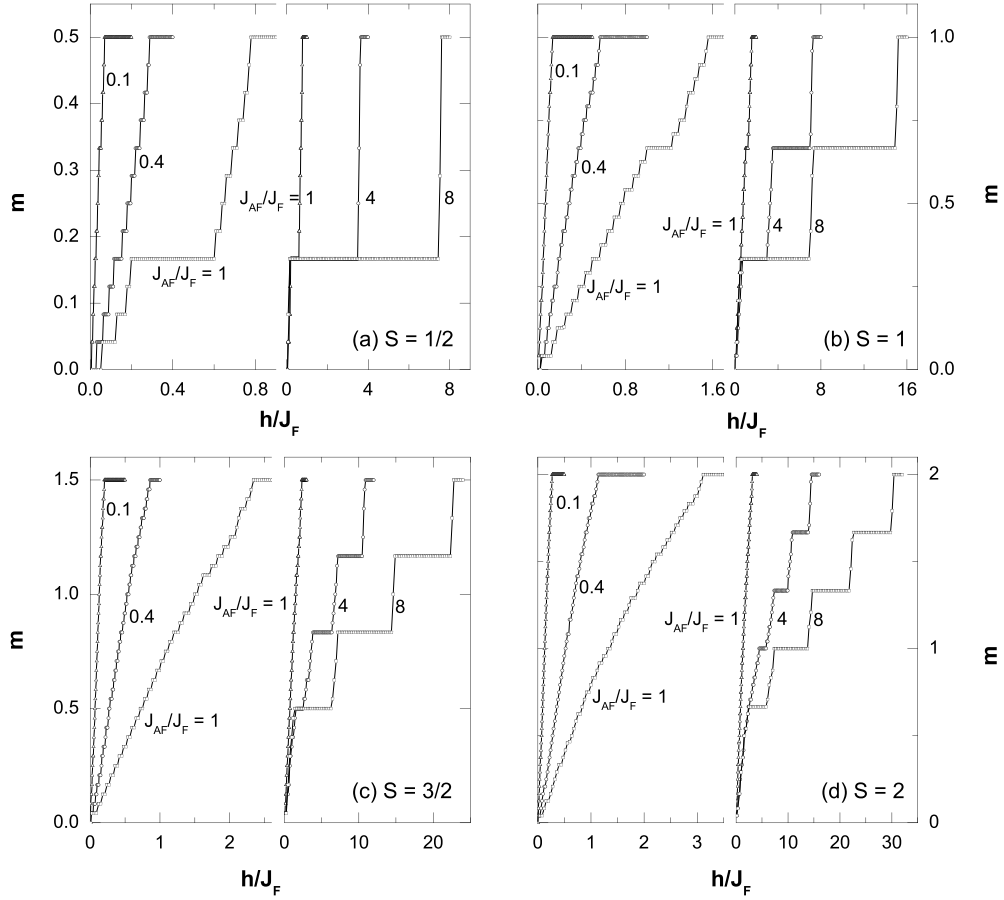 0.5
0.4
0.3
0.2
0.1
0.0
m
0.1
0.4
J_AF/J_F = 1
J_AF/J_F = 1
4
8
(a) S = 1/2
0.0 0.4 0.8 0 4 8
h/J_F
1.0
0.5
0.0
0.1
0.4
J_AF/J_F = 1
J_AF/J_F = 1
4
8
(b) S = 1
0.0 0.8 1.6 0 8 16
h/J_F
m
1.5
1.0
0.5
0.0
m
0.1
0.4
J_AF/J_F = 1
J_AF/J_F = 1
4
8
(c) S = 3/2
0 1 2 0 10 20
h/J_F
2
1
0
0.1
0.4
J_AF/J_F = 1
J_AF/J_F = 1
4
8
(d) S = 2
0 1 2 3 0 10 20 30
h/J_F
m